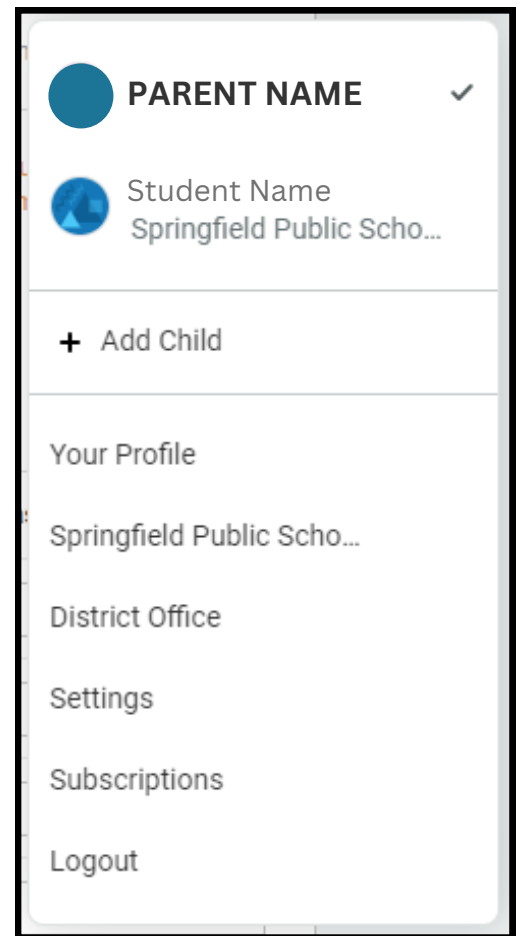 PARENT NAME
Student Name
Springfield Public Scho...
+ Add Child
Your Profile
Springfield Public Scho...
District Office
Settings
Subscriptions
Logout